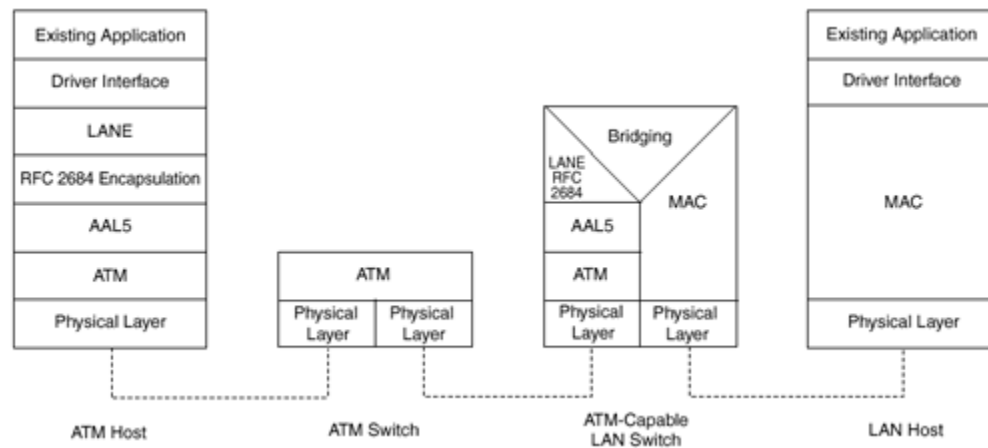 Existing Application
Driver Interface
LANE
RFC 2684 Encapsulation
AAL5
ATM
Physical Layer
ATM Host
ATM
Physical
Layer
Physical
Layer
ATM Switch
Bridging
LANE
RFC
2684
MAC
AAL5
ATM
Physical
Layer
Physical
Layer
ATM-Capable
LAN Switch
Existing Application
Driver Interface
MAC
Physical Layer
LAN Host